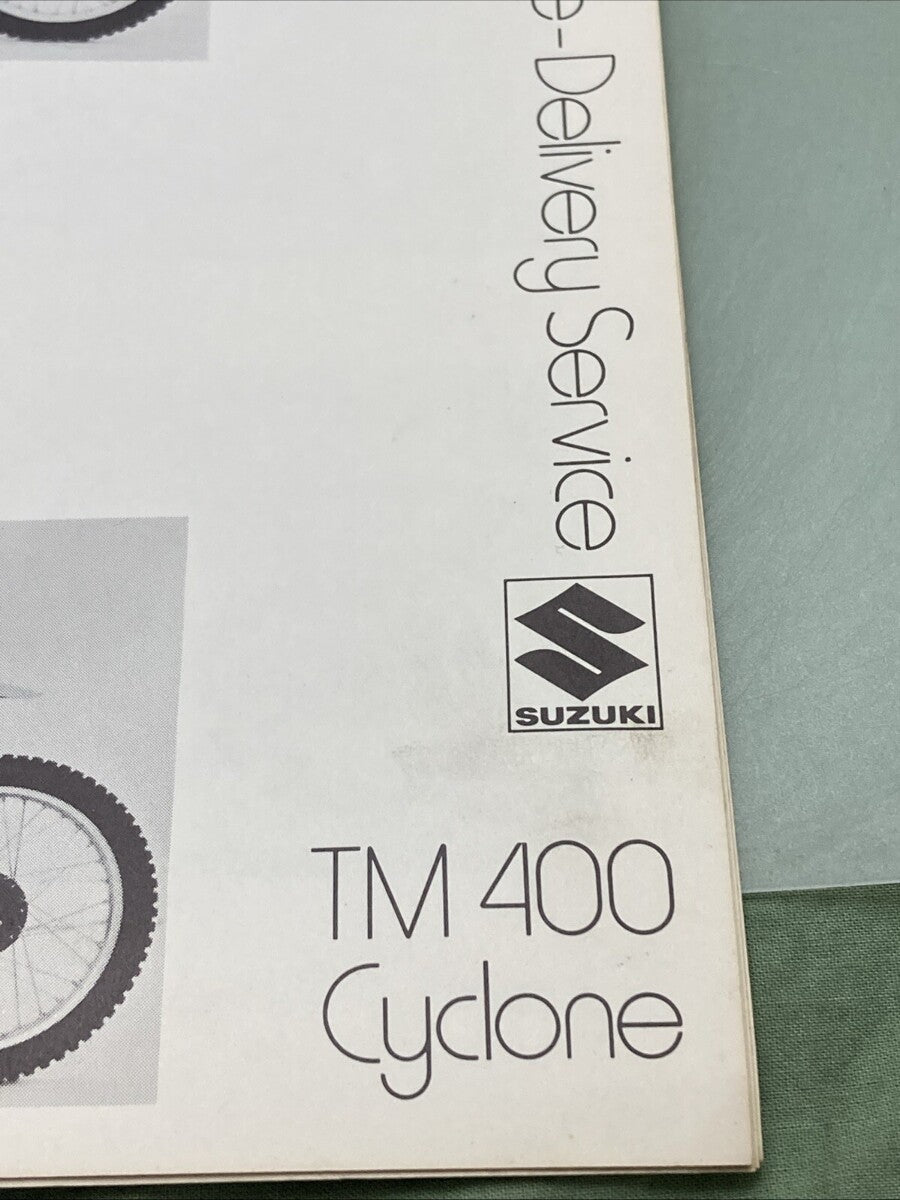 e-Delivery Service
SUZUKI
TM 400
Cyclone